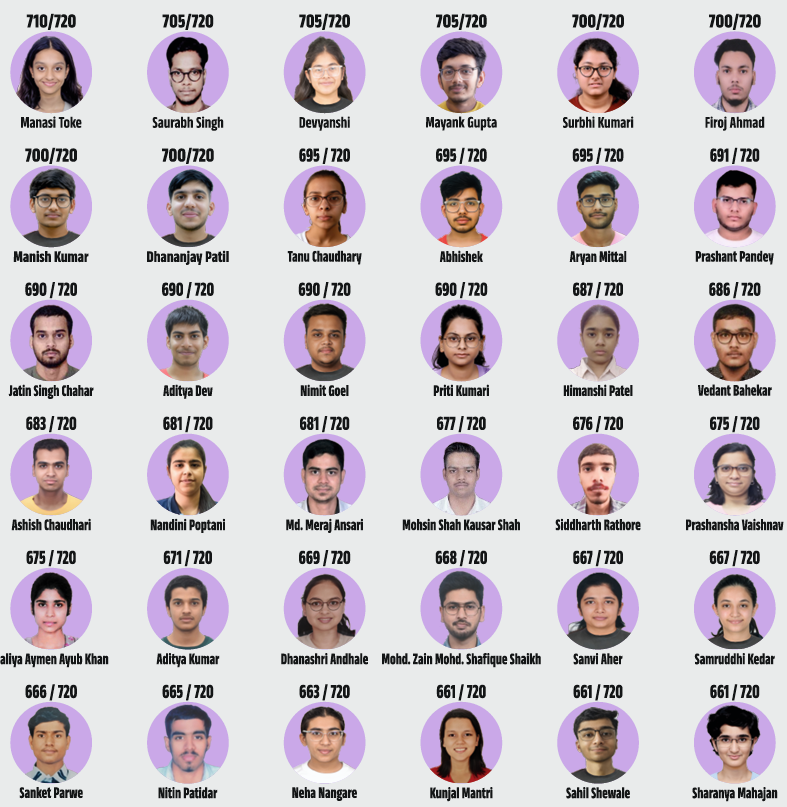 710/720 705/720 705/720 705/720 700/720 700/720
Manasi Toke Saurabh Singh Devyanshi Mayank Gupta Surbhi Kumari Firoj Ahmad
700/720 700/720 695 / 720 695 / 720 695 / 720 691 / 720
Manish Kumar Dhananjay Patil Tanu Chaudhary Abhishek Aryan Mittal Prashant Pandey
690 / 720 690 / 720 690 / 720 690 / 720 687 / 720 686 / 720
Jatin Singh Chahar Aditya Dev Nimit Goel Priti Kumari Himanshi Patel Vedant Bahekar
683 / 720 681 / 720 681 / 720 677 / 720 676 / 720 675 / 720
Ashish Chaudhari Nandini Poptani Md. Meraj Ansari Mohsin Shah Kausar Shah Siddharth Rathore Prashansha Vaishnav
675 / 720 671 / 720 669 / 720 668 / 720 667 / 720 667 / 720
aliya Aymen Ayub Khan Aditya Kumar Dhanashri Andhale Mohd. Zain Mohd. Shafique Shaikh Sanvi Aher Samruddhi Kedar
666 / 720 665 / 720 663 / 720 661 / 720 661 / 720 661 / 720
Sanket Parwe Nitin Patidar Neha Nangare Kunjal Mantri Sahil Shewale Sharanya Mahajan